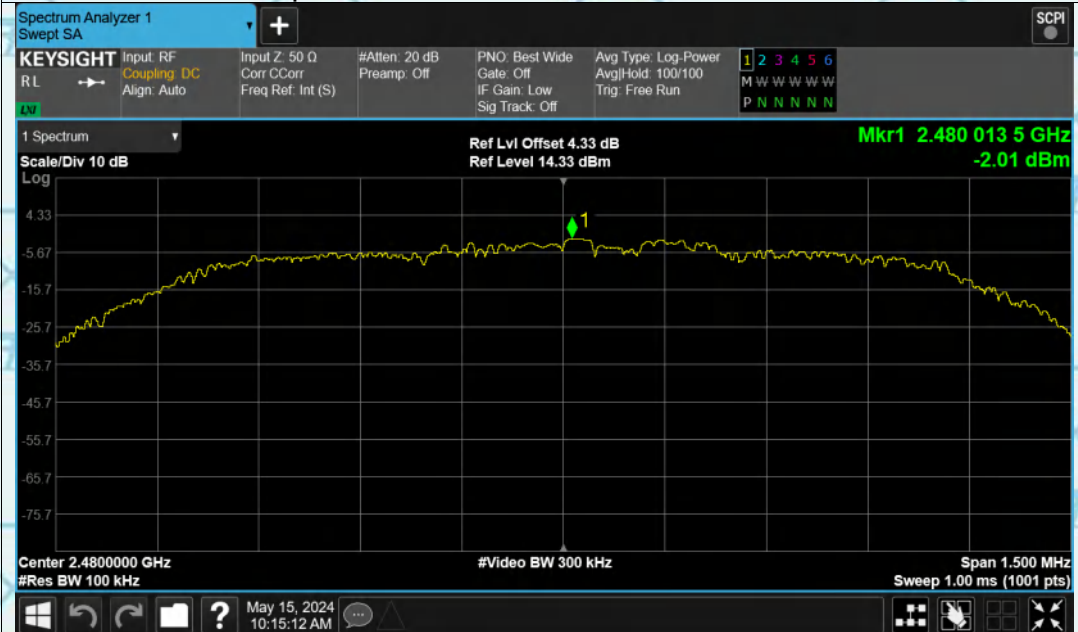 Spectrum Analyzer 1
Swept SA
+
SCPI
KEYSIGHT
RL
LXI
Input: RF
Coupling: DC
Align: Auto
Input Z: 50 Ω
Corr CCorr
Freq Ref: Int (S)
#Atten: 20 dB
Preamp: Off
PNO: Best Wide
Gate: Off
IF Gain: Low
Sig Track: Off
Avg Type: Log-Power
Avg|Hold: 100/100
Trig: Free Run
1 2 3 4 5 6
M W W W W W
P N N N N N
1 Spectrum
Scale/Div 10 dB
Log
Ref Lvl Offset 4.33 dB
Ref Level 14.33 dBm
Mkr1 2.480 013 5 GHz
-2.01 dBm
1
4.33
-5.67
-15.7
-25.7
-35.7
-45.7
-55.7
-65.7
-75.7
Center 2.4800000 GHz
#Res BW 100 kHz
#Video BW 300 kHz
Span 1.500 MHz
Sweep 1.00 ms (1001 pts)
?
May 15, 2024
10:15:12 AM